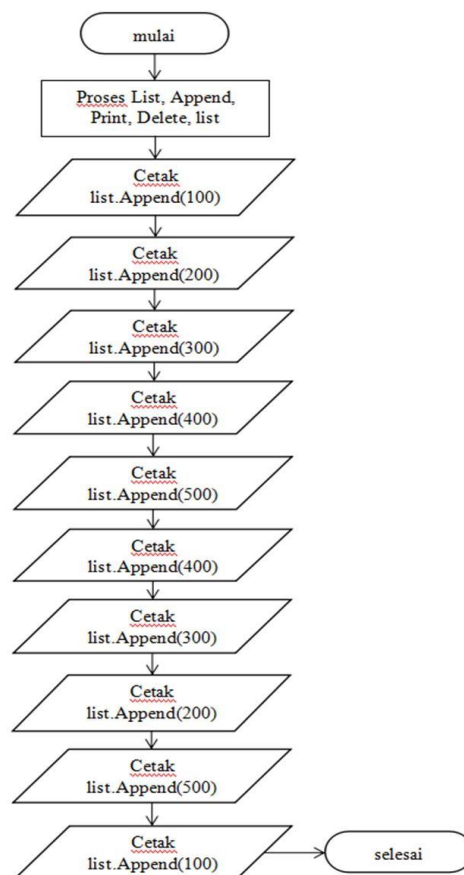 mulai
Proses List, Append,
Print, Delete, list
Cetak
list.Append(100)
Cetak
list.Append(200)
Cetak
list.Append(300)
Cetak
list.Append(400)
Cetak
list.Append(500)
Cetak
list.Append(400)
Cetak
list.Append(300)
Cetak
list.Append(200)
Cetak
list.Append(500)
Cetak
list.Append(100)
selesai